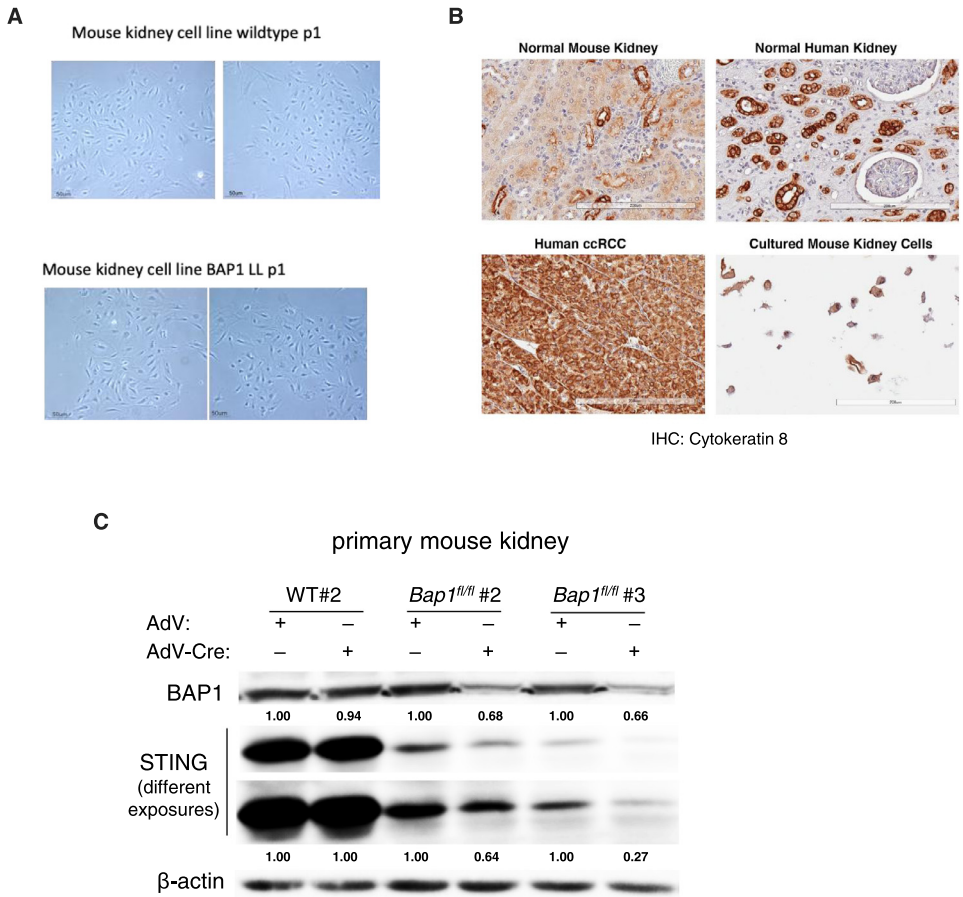 A
Mouse kidney cell line wildtype p1
50um
50um
Mouse kidney cell line BAP1 LL p1
50um
50um
B
Normal Mouse Kidney
Normal Human Kidney
Human ccRCC
Cultured Mouse Kidney Cells
IHC: Cytokeratin 8
C
primary mouse kidney
WT#2 Bap1fl/fl #2 Bap1fl/fl #3
AdV: + – + – + –
AdV-Cre: – + – + – +
BAP1
1.00 0.94 1.00 0.68 1.00 0.66
STING
(different
exposures)
1.00 1.00 1.00 0.64 1.00 0.27
β-actin